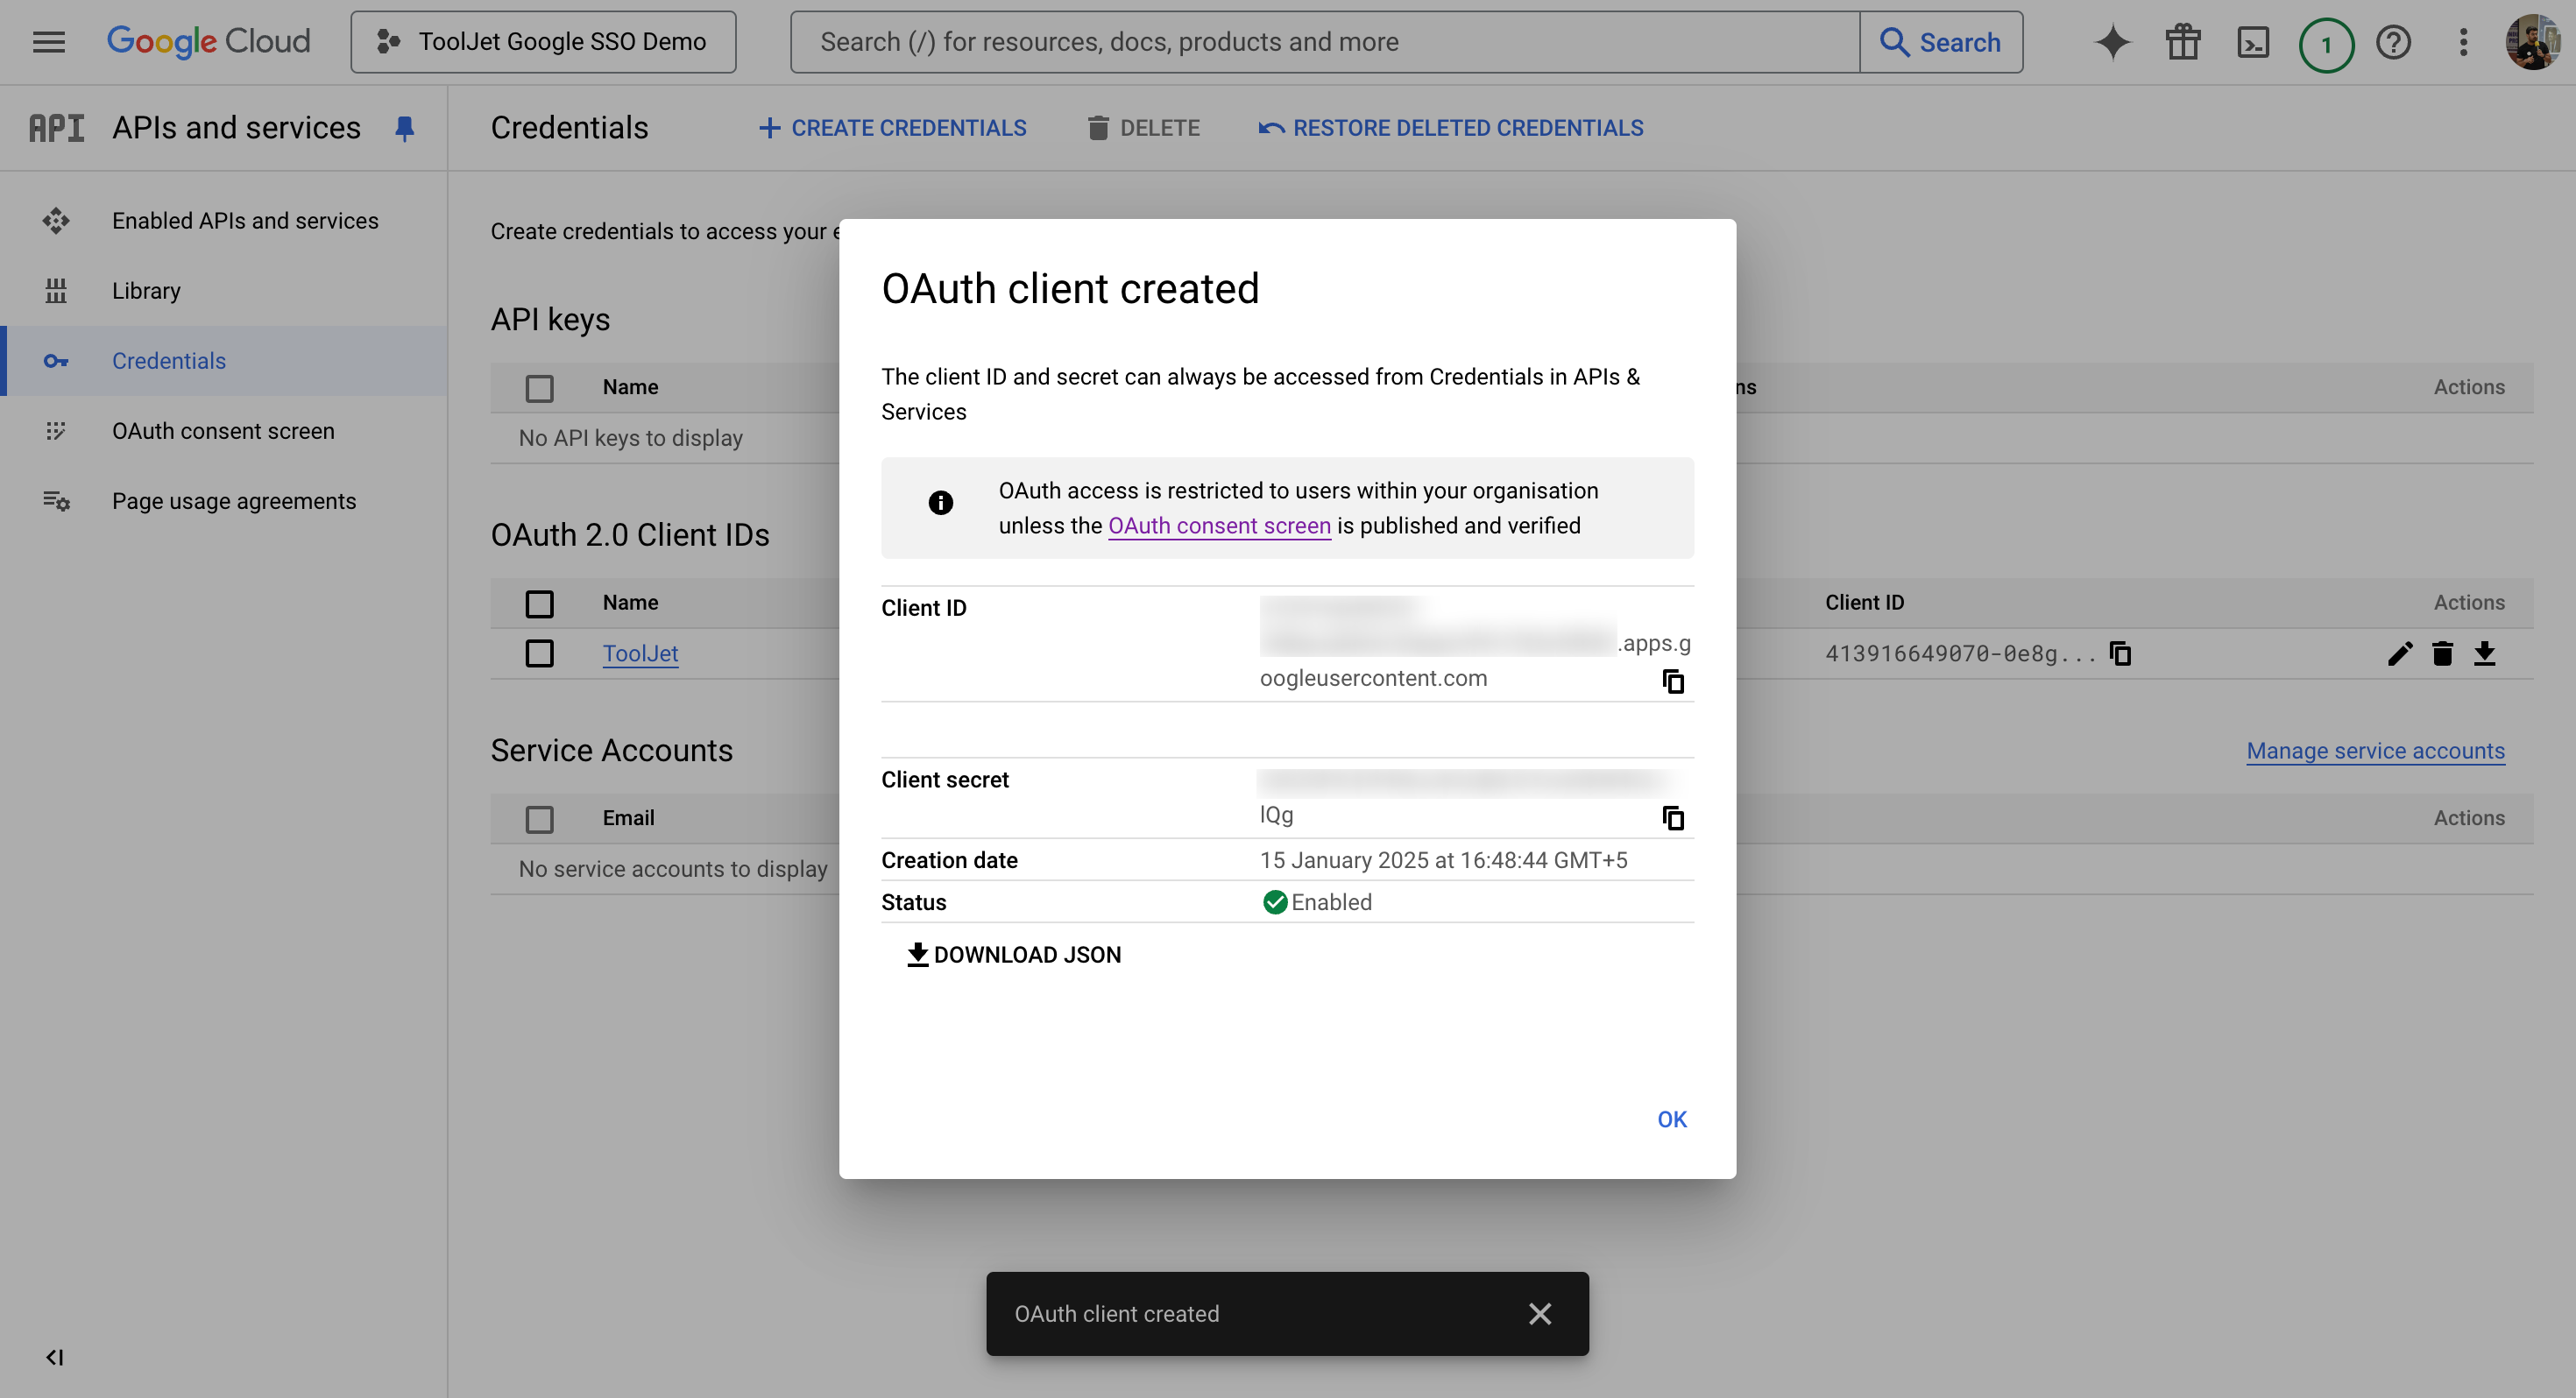 Google Cloud
ToolJet Google SSO Demo
Search (/) for resources, docs, products and more
Search
1
API
APIs and services
Credentials
CREATE CREDENTIALS
DELETE
RESTORE DELETED CREDENTIALS
Enabled APIs and services
Library
Credentials
OAuth consent screen
Page usage agreements
Create credentials to access your
API keys
Name
ns
Actions
No API keys to display
OAuth 2.0 Client IDs
Name
Client ID
Actions
ToolJet
413916649070-0e8g...
Service Accounts
Manage service accounts
Email
Actions
No service accounts to display
OAuth client created
The client ID and secret can always be accessed from Credentials in APIs &
Services
OAuth access is restricted to users within your organisation
unless the OAuth consent screen is published and verified
Client ID
.apps.g
oogleusercontent.com
Client secret
lQg
Creation date
15 January 2025 at 16:48:44 GMT+5
Status
Enabled
DOWNLOAD JSON
OK
OAuth client created